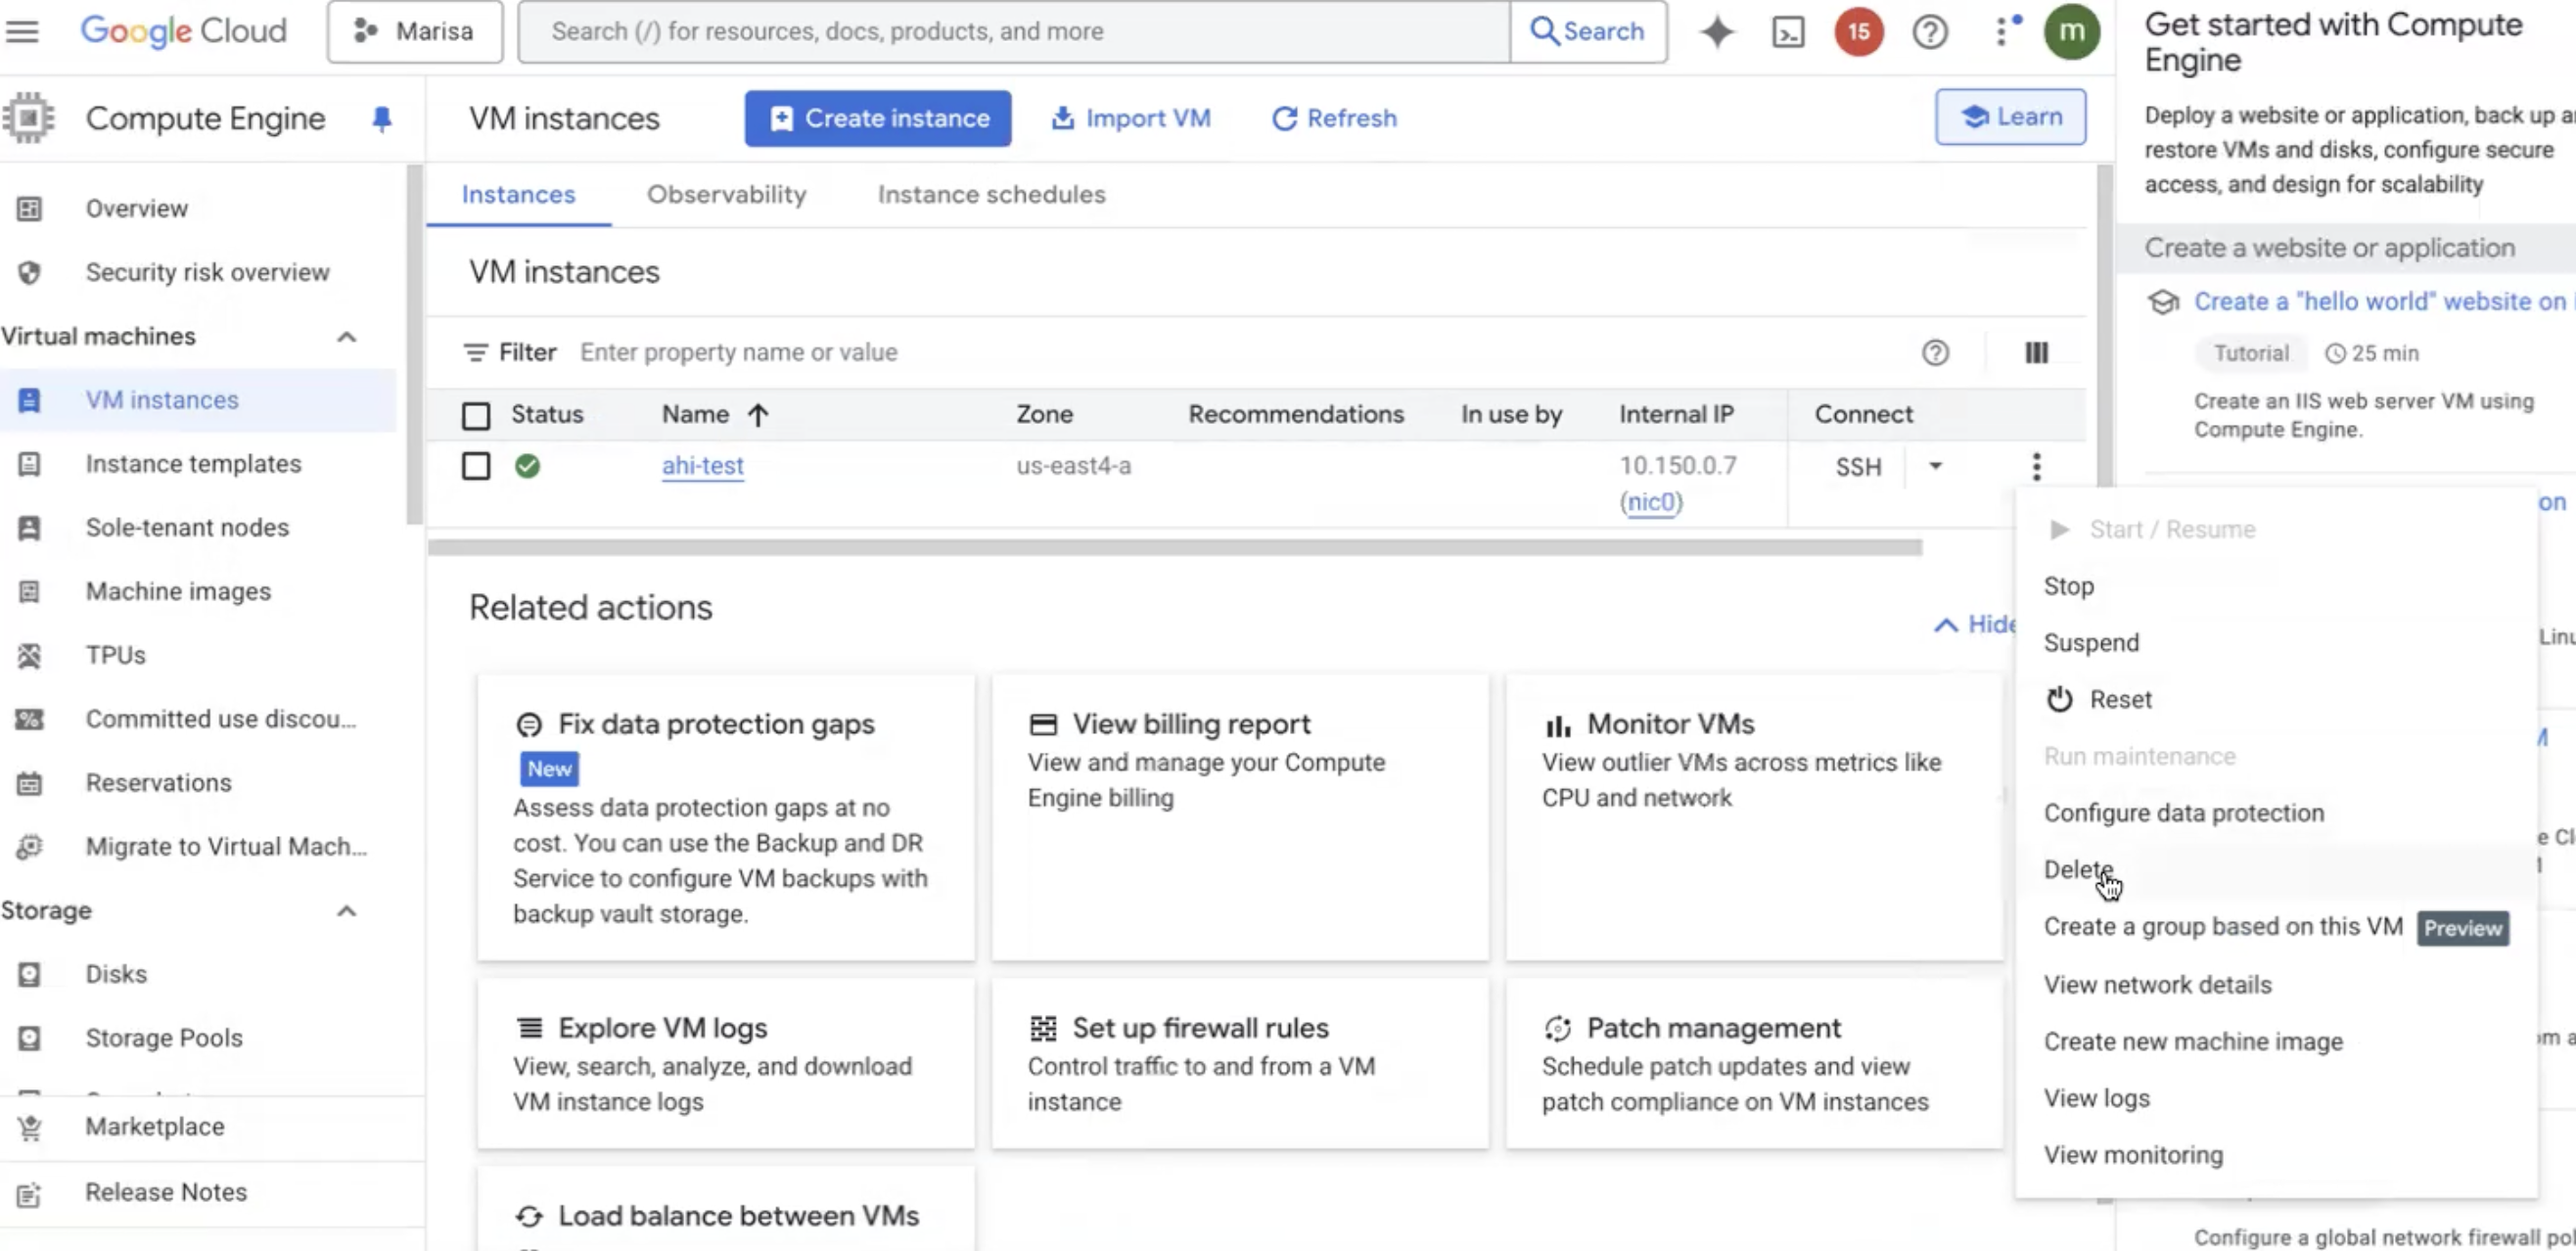 Google Cloud
Marisa
Search (/) for resources, docs, products, and more
Search
15
m
Compute Engine
VM instances
Create instance
Import VM
Refresh
Learn
Overview
Security risk overview
Virtual machines
VM instances
Instance templates
Sole-tenant nodes
Machine images
TPUs
Committed use discou...
Reservations
Migrate to Virtual Mach...
Storage
Disks
Storage Pools
Marketplace
Release Notes
Instances
Observability
Instance schedules
VM instances
Filter
Enter property name or value
Status
Name
Zone
Recommendations
In use by
Internal IP
Connect
ahi-test
us-east4-a
10.150.0.7
(nic0)
SSH
Related actions
Hide
Fix data protection gaps
New
Assess data protection gaps at no
cost. You can use the Backup and DR
Service to configure VM backups with
backup vault storage.
View billing report
View and manage your Compute
Engine billing
Monitor VMs
View outlier VMs across metrics like
CPU and network
Explore VM logs
View, search, analyze, and download
VM instance logs
Set up firewall rules
Control traffic to and from a VM
instance
Patch management
Schedule patch updates and view
patch compliance on VM instances
Load balance between VMs
Start / Resume
Stop
Suspend
Reset
Run maintenance
Configure data protection
Delete
Create a group based on this VM
Preview
View network details
Create new machine image
View logs
View monitoring
Get started with Compute
Engine
Deploy a website or application, back up
restore VMs and disks, configure secure
access, and design for scalability
Create a website or application
Create a "hello world" website on
Tutorial
25 min
Create an IIS web server VM using
Compute Engine.
on
Configure a global network firewall